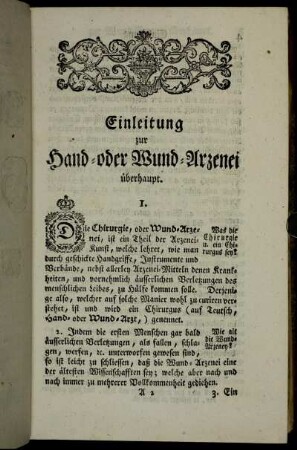 Einleitung
zur
Hand- oder Wund-Arzenei
überhaupt.
1.
Die Chirurgie, oder Wund-Arze-
nei, ist ein Theil der Arzenei-
Kunst, welche lehret, wie man
durch geschickte Handgriffe, Instrumente und
Verbände, nebst allerley Arzenei-Mitteln denen Krank-
heiten, und vornehmlich äusserlichen Verletzungen des
menschlichen Leibes, zu Hülfe kommen solle. Derjeni-
ge also, welcher auf solche Manier wohl zu curiren ver-
stehet, ist und wird ein Chirurgus (auf Teutsch,
Hand- oder Wund-Arzt,) genennet.
Was die
Chirurgie
u. ein Chi-
rurgus sey?
2. Indem die ersten Menschen gar bald
äusserlichen Verletzungen, als fallen, schla-
gen, werfen, ⁊c. unterworfen gewesen sind,
so ist leicht zu schliessen, daß die Wund-Arzenei eine
der ältesten Wissenschafften sey; welche aber nach und
nach immer zu mehrerer Vollkommenheit gediehen.
Wie alt
die Wund-
Arzeney?
A 2
3. Ein